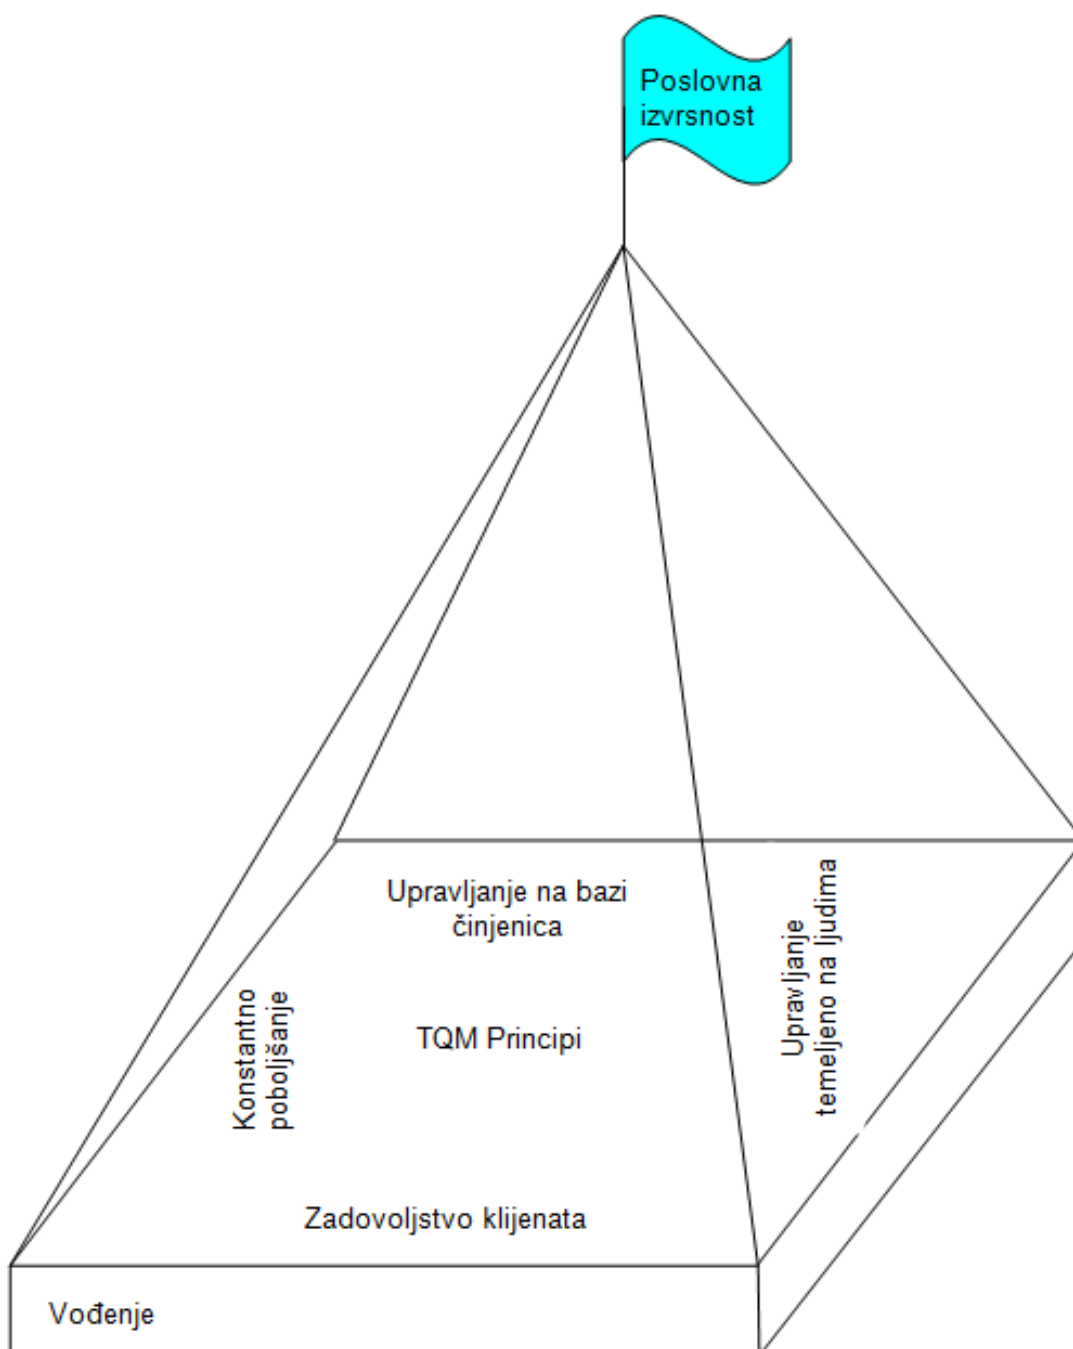 Poslovna
izvrsnost
Upravljanje na bazi
činjenica
Upravljanje
temeljeno na ljudima
Konstantno
poboljšanje
TQM Principi
Zadovoljstvo klijenata
Vođenje